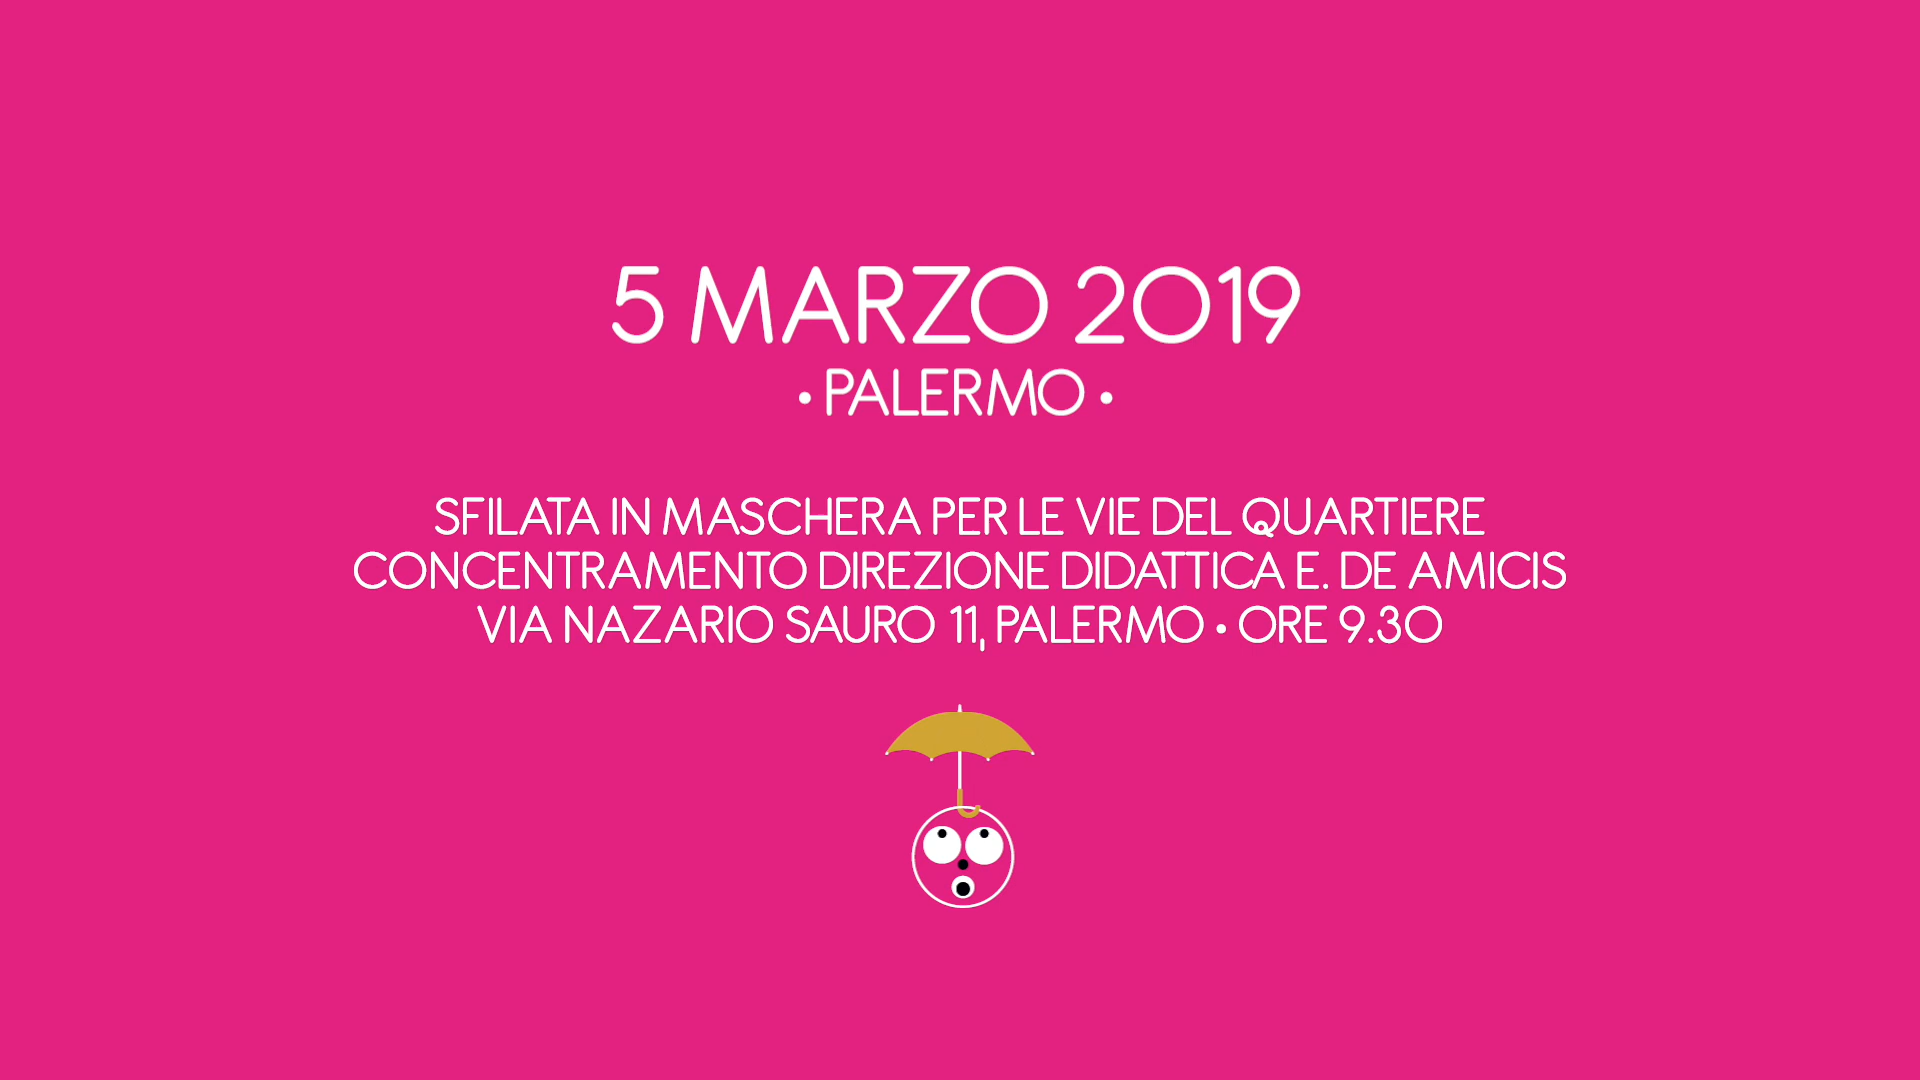 5 MARZO 2019
• PALERMO •
SFILATA IN MASCHERA PER LE VIE DEL QUARTIERE
CONCENTRAMENTO DIREZIONE DIDATTICA E. DE AMICIS
VIA NAZARIO SAURO 11, PALERMO • ORE 9.30